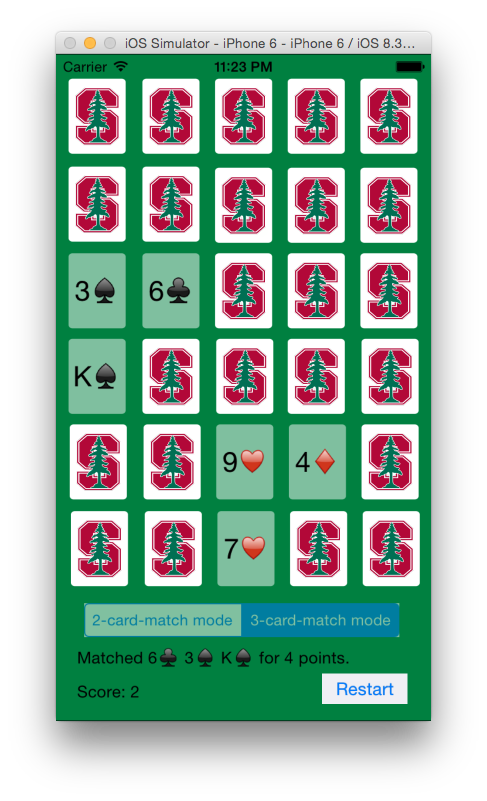 iOS Simulator - iPhone 6 - iPhone 6 / iOS 8.3...
Carrier 11:23 PM
S S S S S
S S S S S
3♠ 6♣ S S S
K♠ S S S S
S S 9♥ 4♦ S
S S 7♥ S S
2-card-match mode 3-card-match mode
Matched 6♣ 3♠ K♠ for 4 points.
Score: 2 Restart